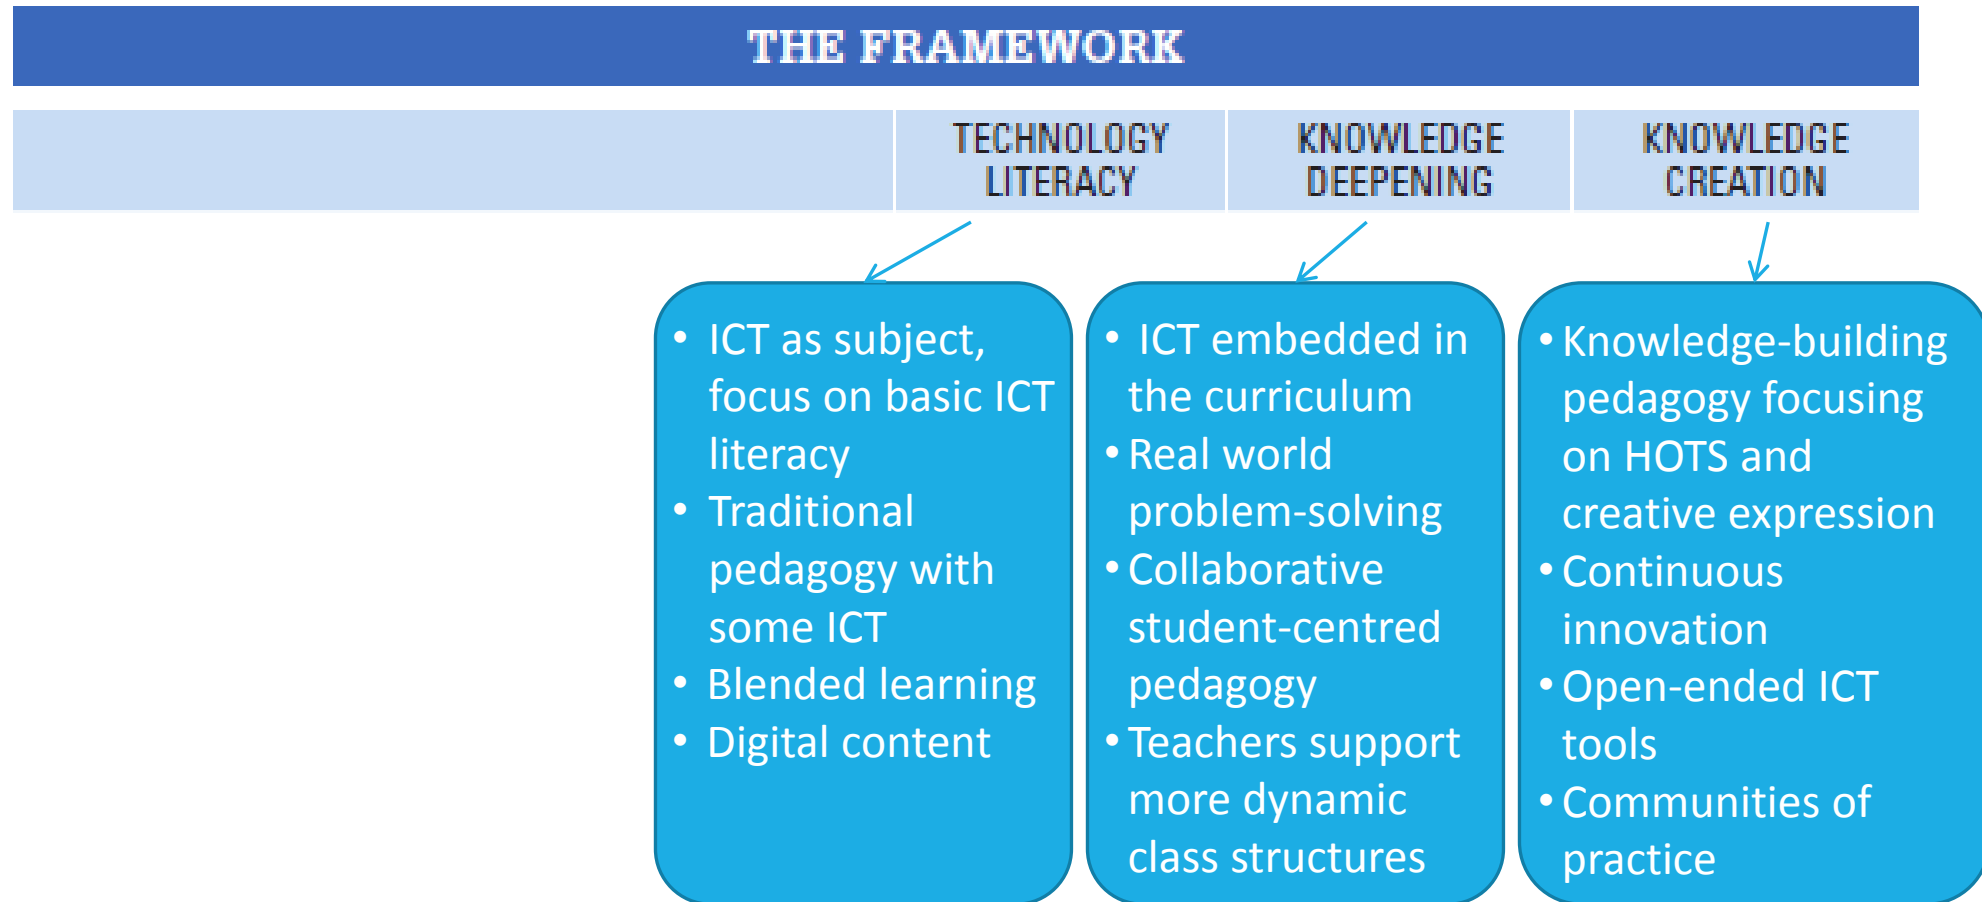 THE FRAMEWORK
TECHNOLOGY
LITERACY
KNOWLEDGE
DEEPENING
KNOWLEDGE
CREATION
• ICT as subject,
focus on basic ICT
literacy
• Traditional
pedagogy with
some ICT
• Blended learning
• Digital content
• ICT embedded in
the curriculum
• Real world
problem-solving
• Collaborative
student-centred
pedagogy
• Teachers support
more dynamic
class structures
• Knowledge-building
pedagogy focusing
on HOTS and
creative expression
• Continuous
innovation
• Open-ended ICT
tools
• Communities of
practice